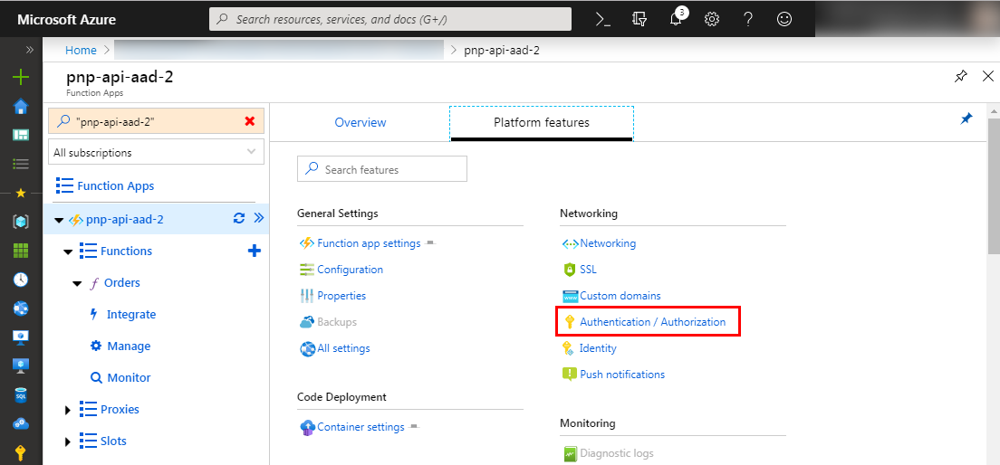 Microsoft Azure
Search resources, services, and docs (G+/)
3
Home
pnp-api-aad-2
pnp-api-aad-2
Function Apps
"pnp-api-aad-2"
All subscriptions
Function Apps
pnp-api-aad-2
Functions
Orders
Integrate
Manage
Monitor
Proxies
Slots
Overview
Platform features
Search features
General Settings
Function app settings
Configuration
Properties
Backups
All settings
Code Deployment
Container settings
Networking
Networking
SSL
Custom domains
Authentication / Authorization
Identity
Push notifications
Monitoring
Diagnostic logs